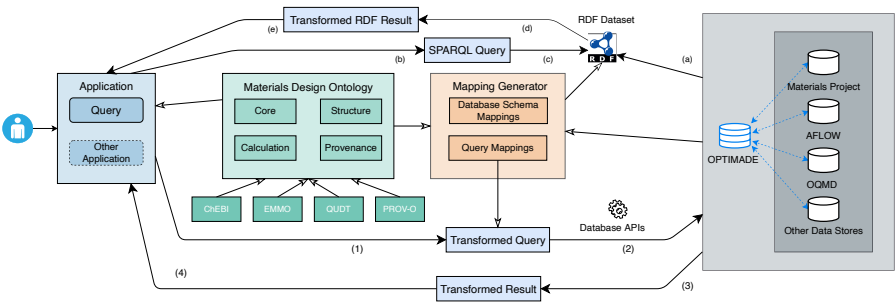 Transformed RDF Result
RDF Dataset
(e)
(d)
SPARQL Query
(b)
(c)
R D F
(a)
Application
Query
Other
Application
Materials Design Ontology
Core
Structure
Calculation
Provenance
Mapping Generator
Database Schema
Mappings
Query Mappings
OPTIMADE
Materials Project
AFLOW
OQMD
Other Data Stores
ChEBI
EMMO
QUDT
PROV-O
(1)
Transformed Query
Database APIs
(2)
(4)
Transformed Result
(3)